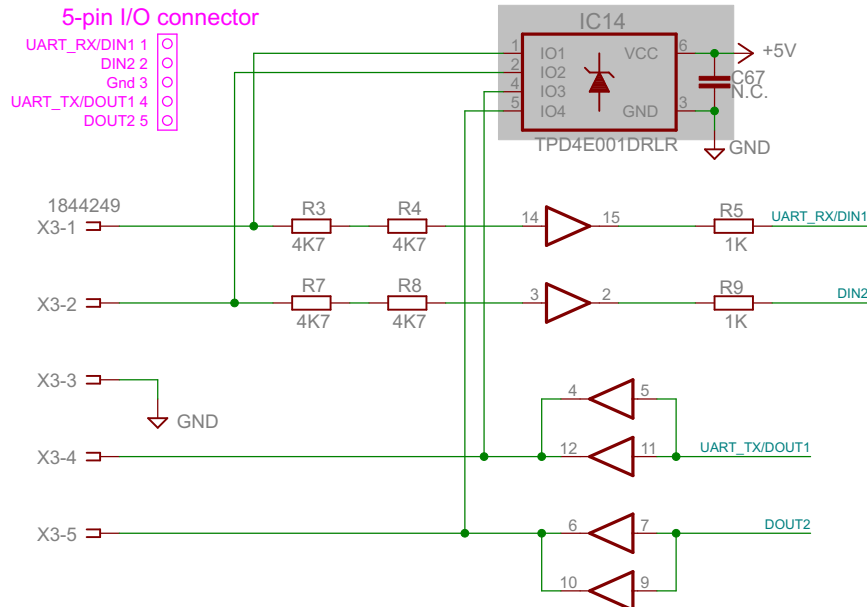 5-pin I/O connector
UART_RX/DIN1 1
DIN2 2
Gnd 3
UART_TX/DOUT1 4
DOUT2 5
IC14
1 IO1 VCC 6 +5V
2 IO2
4 IO3
5 IO4 GND 3
C67
N.C.
TPD4E001DRLR
GND
1844249
X3-1 R3 R4 14 15 R5 UART_RX/DIN1
4K7 4K7 1K
X3-2 R7 R8 3 2 R9 DIN2
4K7 4K7 1K
X3-3
GND
4 5
X3-4 12 11 UART_TX/DOUT1
X3-5 6 7 DOUT2
10 9